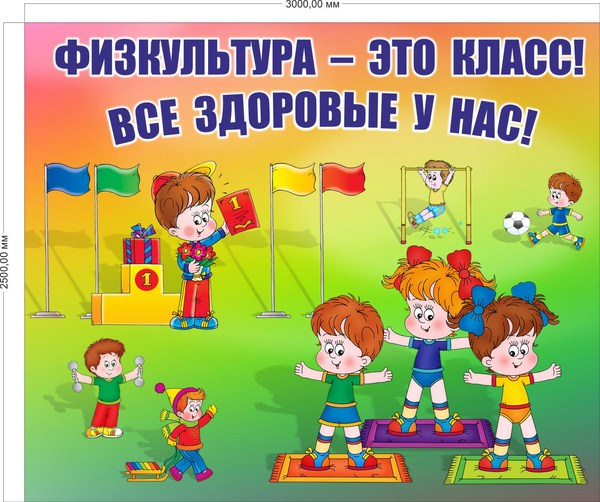 3000,00 мм
2500,00 мм
ФИЗКУЛЬТУРА – ЭТО КЛАСС!
ВСЕ ЗДОРОВЫЕ У НАС!
1
1